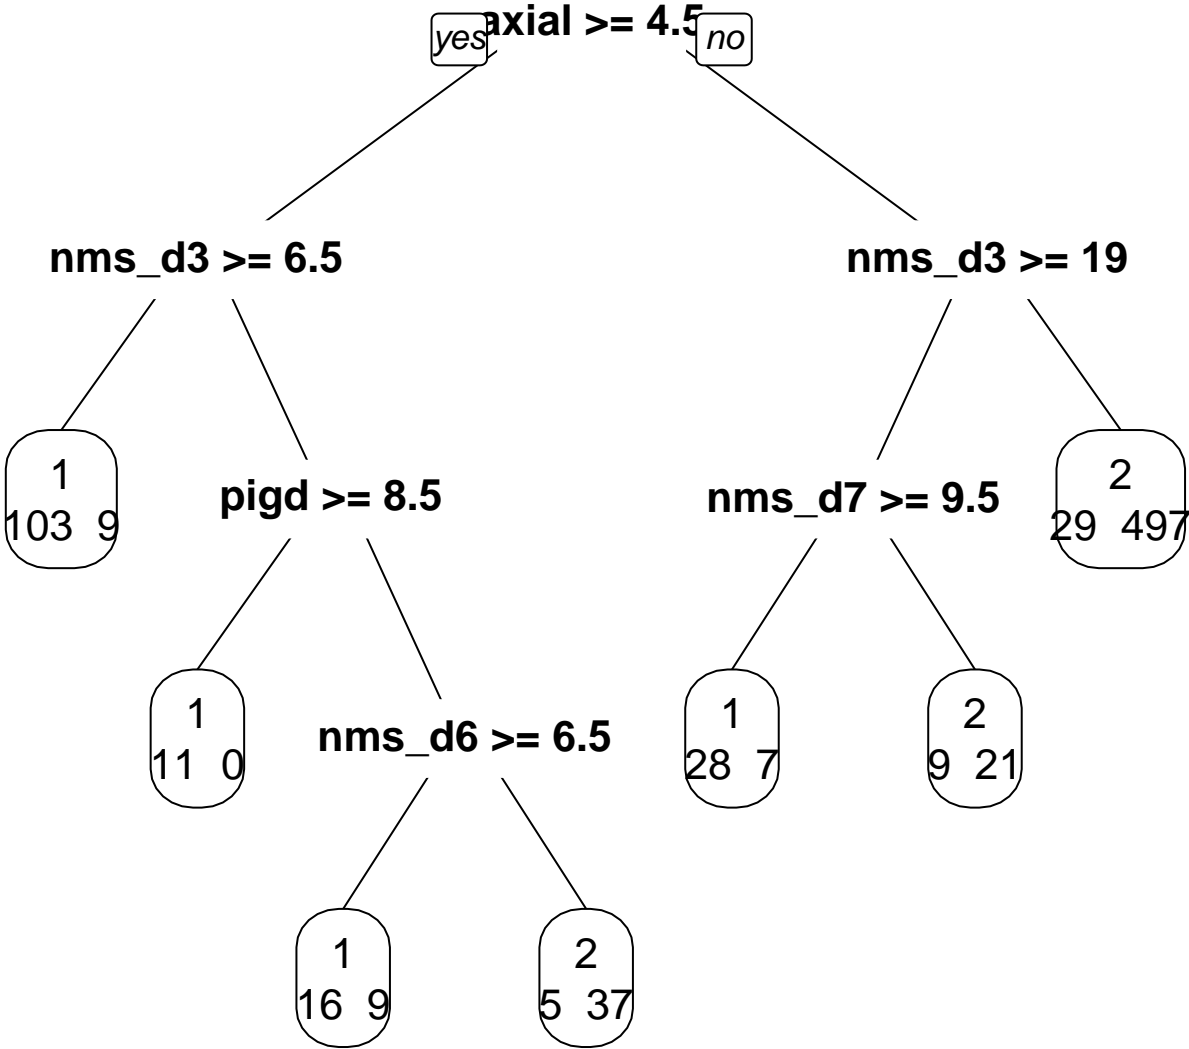 axial >= 4.5
yes
no
nms_d3 >= 6.5
nms_d3 >= 19
1
103 9
pigd >= 8.5
nms_d7 >= 9.5
2
29 497
1
11 0
nms_d6 >= 6.5
1
28 7
2
9 21
1
16 9
2
5 37